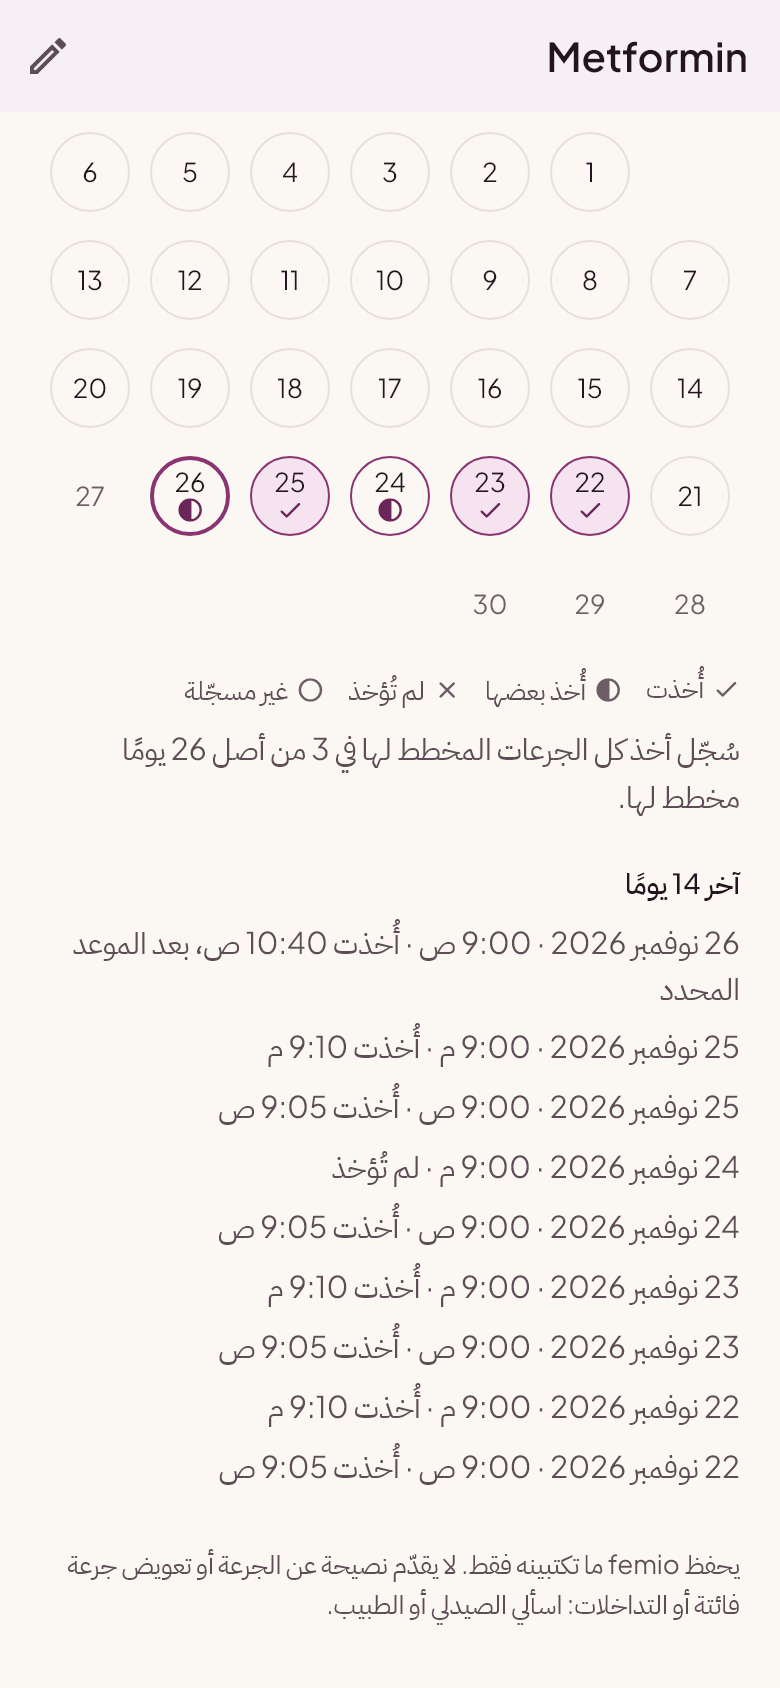 Metformin
1 2 3 4 5 6
7 8 9 10 11 12 13
14 15 16 17 18 19 20
21 22 23 24 25 26 27
28 29 30
أُخذت أُخذ بعضها لم تُؤخذ غير مسجّلة
سُجّل أخذ كل الجرعات المخطط لها في 3 من أصل 26 يومًا
مخطط لها.
آخر 14 يومًا
26 نوفمبر 2026 · 9:00 ص · أُخذت 10:40 ص، بعد الموعد
المحدد
25 نوفمبر 2026 · 9:00 م · أُخذت 9:10 م
25 نوفمبر 2026 · 9:00 ص · أُخذت 9:05 ص
24 نوفمبر 2026 · 9:00 م · لم تُؤخذ
24 نوفمبر 2026 · 9:00 ص · أُخذت 9:05 ص
23 نوفمبر 2026 · 9:00 م · أُخذت 9:10 م
23 نوفمبر 2026 · 9:00 ص · أُخذت 9:05 ص
22 نوفمبر 2026 · 9:00 م · أُخذت 9:10 م
22 نوفمبر 2026 · 9:00 ص · أُخذت 9:05 ص
يحفظ femio ما تكتبينه فقط. لا يقدّم نصيحة عن الجرعة أو تعويض جرعة
فائتة أو التداخلات: اسألي الصيدلي أو الطبيب.